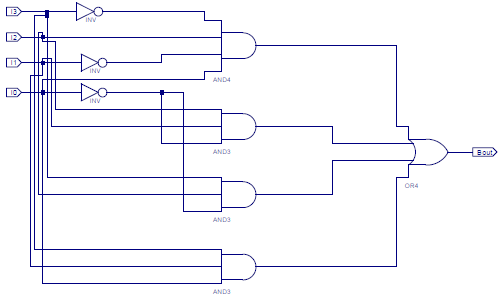 I3
INV
I2
AND4
I1
INV
I0
INV
AND3
Bout
OR4
AND3
AND3